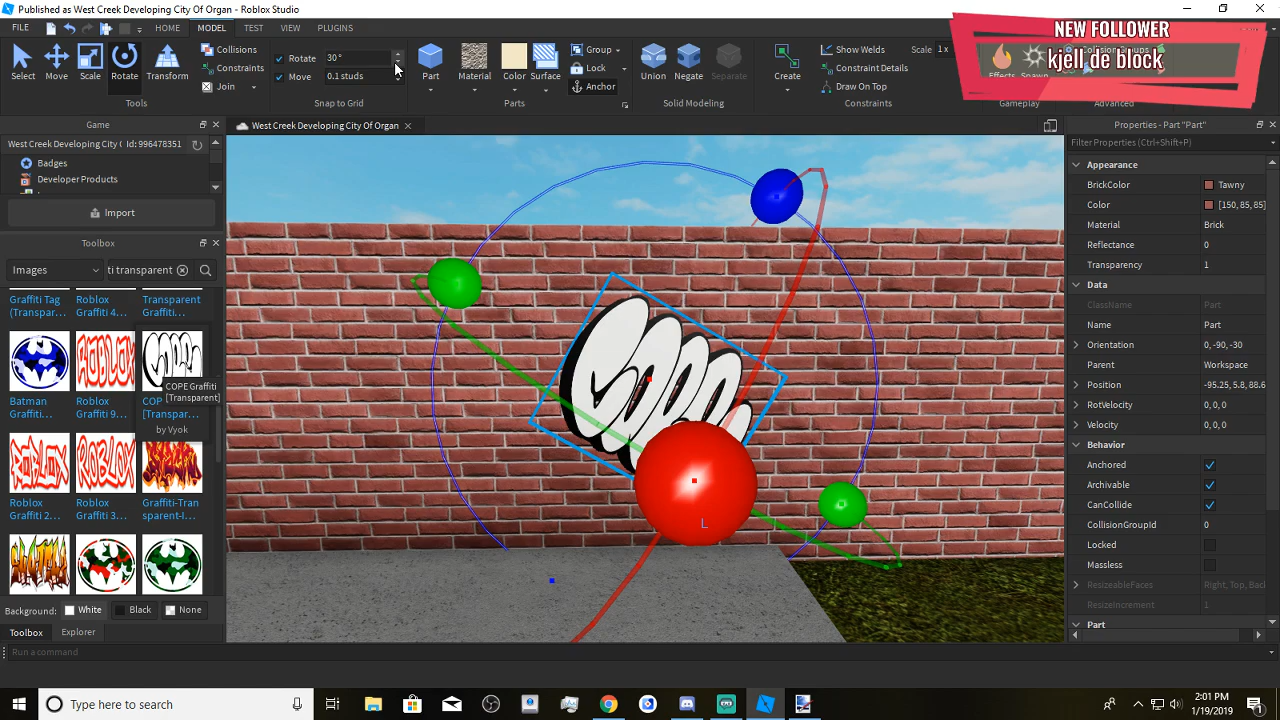 Published as West Creek Developing City Of Organ - Roblox Studio
NEW FOLLOWER
kjell de block
FILE HOME MODEL TEST VIEW PLUGINS
Select Move Scale Rotate Transform
Tools
Collisions
Constraints
Join
Rotate 30°
Move 0.1 studs
Snap to Grid
Part Material Color Surface
Group
Lock
Anchor
Parts
Union Negate Separate
Solid Modeling
Create
Show Welds
Constraint Details
Draw On Top
Scale 1x
Constraints
Effects Spawn
Gameplay
Collision Groups
Advanced
Game
West Creek Developing City ( ID: 996478351
Badges
Developer Products
Import
Toolbox
Images
ti transparent
Graffiti Tag (Transpar...
Roblox Graffiti 4...
Transparent Graffiti...
Batman Graffiti...
Roblox Graffiti 9...
COP [Transpar...
by Vyok
COPE Graffiti
[Transparent]
Roblox Graffiti 2...
Roblox Graffiti 3...
Graffiti-Tran sparent-I...
Background: White Black None
Toolbox Explorer
Run a command
West Creek Developing City Of Organ
L
Properties - Part "Part"
Filter Properties (Ctrl+Shift+P)
Appearance
BrickColor Tawny
Color [150, 85, 85]
Material Brick
Reflectance 0
Transparency 1
Data
ClassName Part
Name Part
Orientation 0, -90, -30
Parent Workspace
Position -95.25, 5.8, 88.6
RotVelocity 0, 0, 0
Velocity 0, 0, 0
Behavior
Anchored
Archivable
CanCollide
CollisionGroupId 0
Locked
Massless
ResizeableFaces Right, Top, Back
ResizeIncrement 1
Part
Type here to search
2:01 PM
1/19/2019